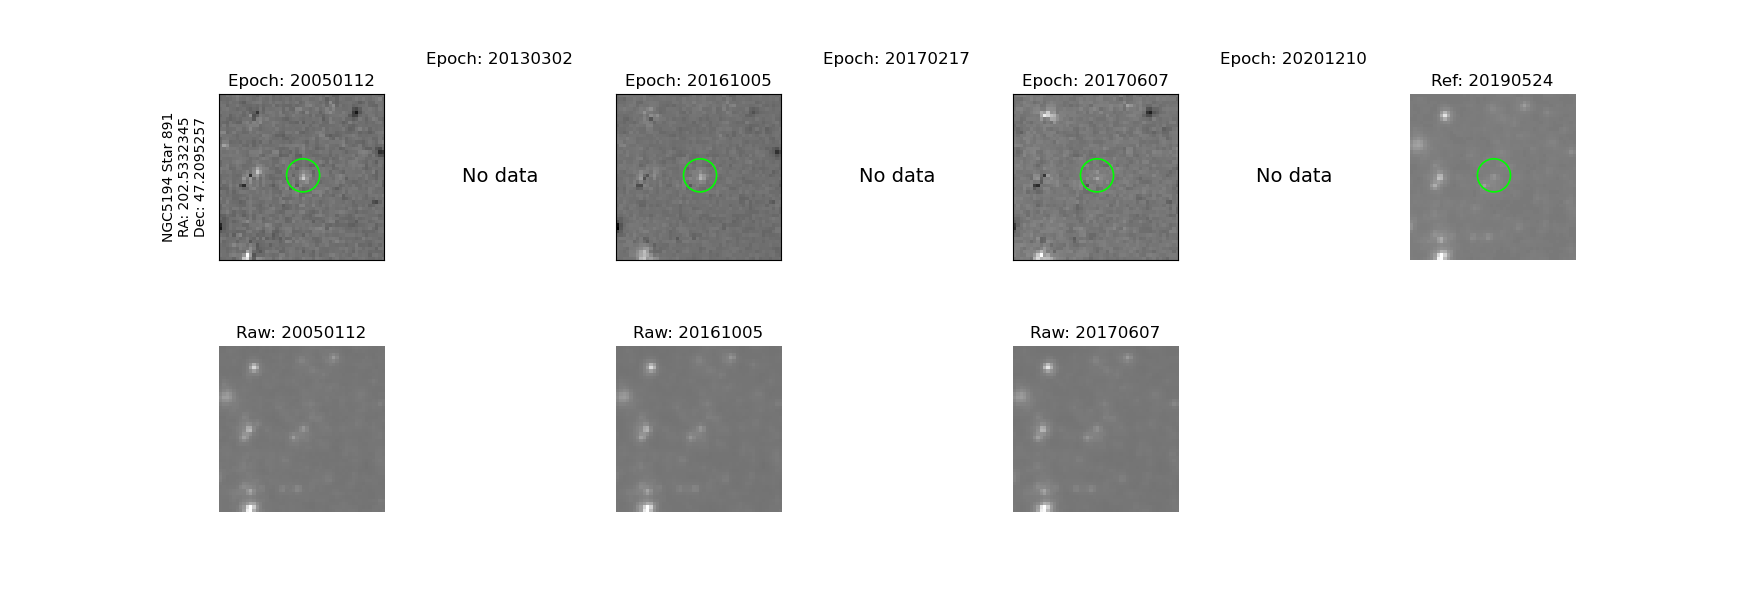 Epoch: 20130302
Epoch: 20170217
Epoch: 20201210
Epoch: 20050112
Epoch: 20161005
Epoch: 20170607
Ref: 20190524
NGC5194 Star 891
RA: 202.5332345
Dec: 47.2095257
No data
No data
No data
Raw: 20050112
Raw: 20161005
Raw: 20170607